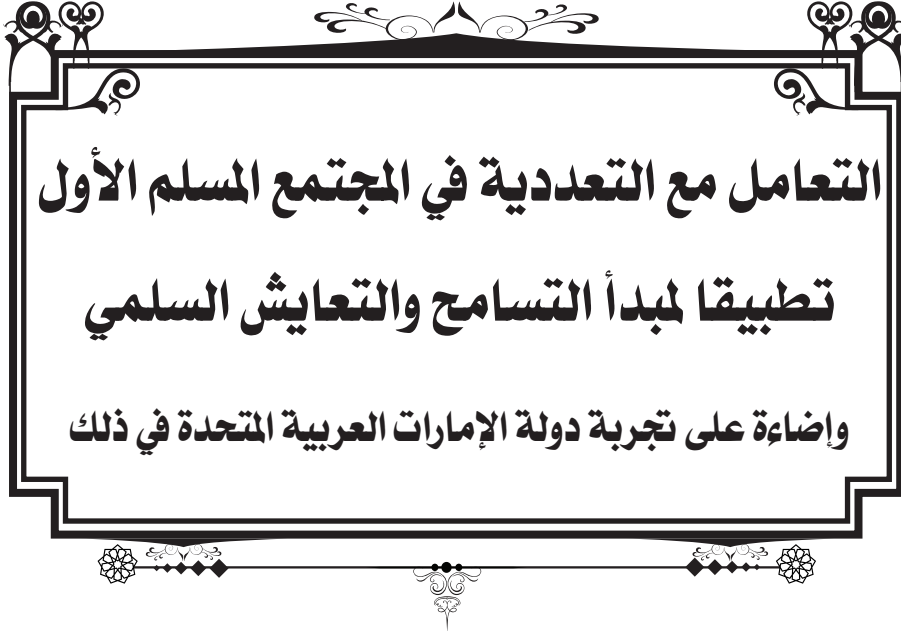 التعامل مع التعددية في المجتمع المسلم الأول
تطبيقا لمبدأ التسامح والتعايش السلمي
وإضاءة على تجربة دولة الإمارات العربية المتحدة في ذلك